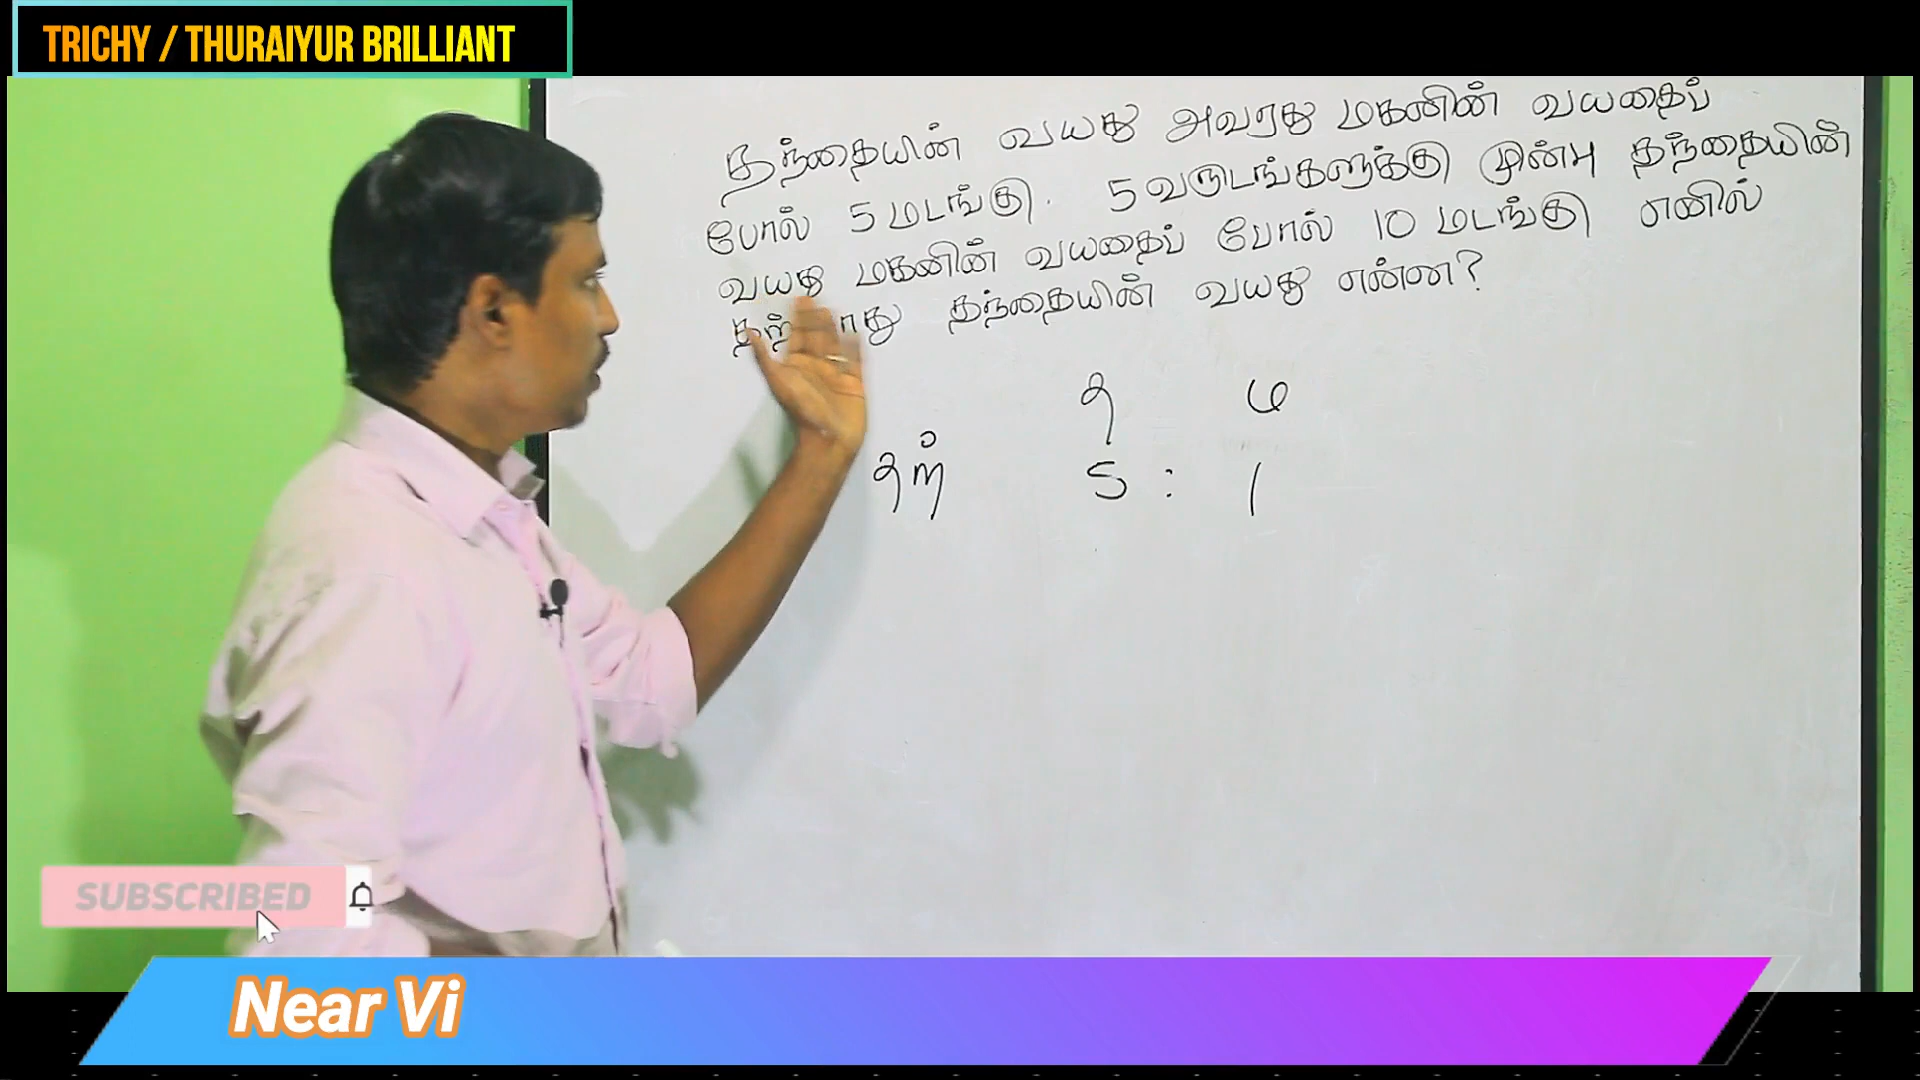 TRICHY / THURAIYUR BRILLIANT
தந்தையின் வயது அவரது மகனின் வயதைப்
போல் 5 மடங்கு. 5 வருடங்களுக்கு முன்பு தந்தையின்
வயது மகனின் வயதைப் போல் 10 மடங்கு எனில்
தந்தையின் வயது என்ன?
த ம
தற் 5 : 1
SUBSCRIBED
Near Vi